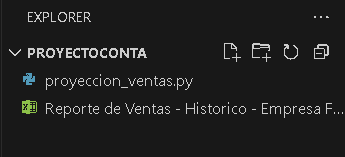 EXPLORER
PROYECTOCONTA
proyeccion_ventas.py
Reporte de Ventas - Historico - Empresa F...